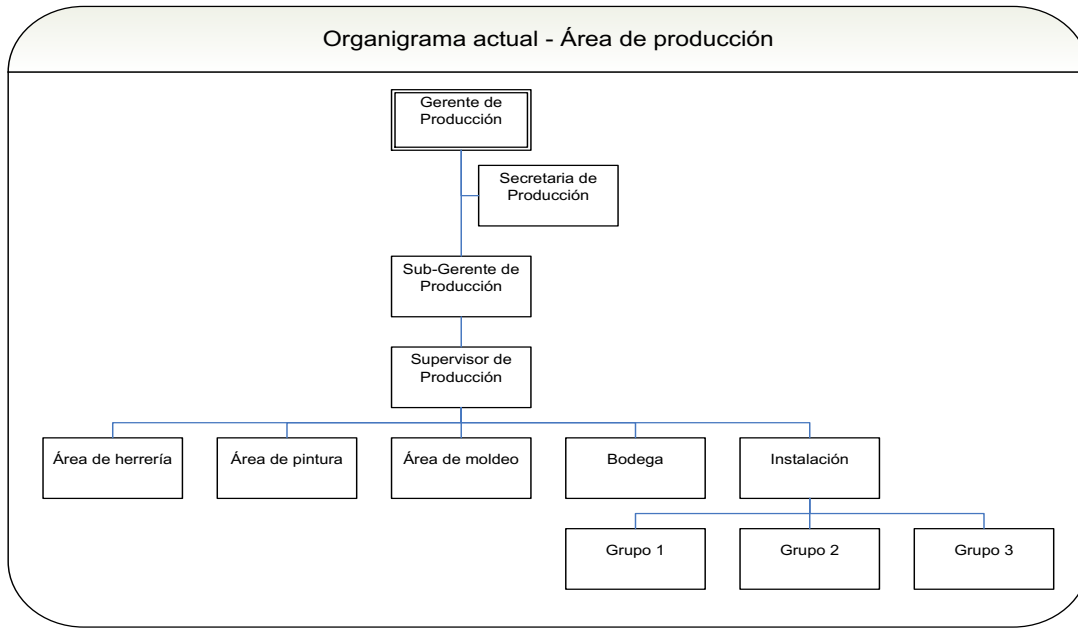 Organigrama actual - Área de producción
Gerente de
Producción
Secretaria de
Producción
Sub-Gerente de
Producción
Supervisor de
Producción
Área de herrería
Área de pintura
Área de moldeo
Bodega
Instalación
Grupo 1
Grupo 2
Grupo 3